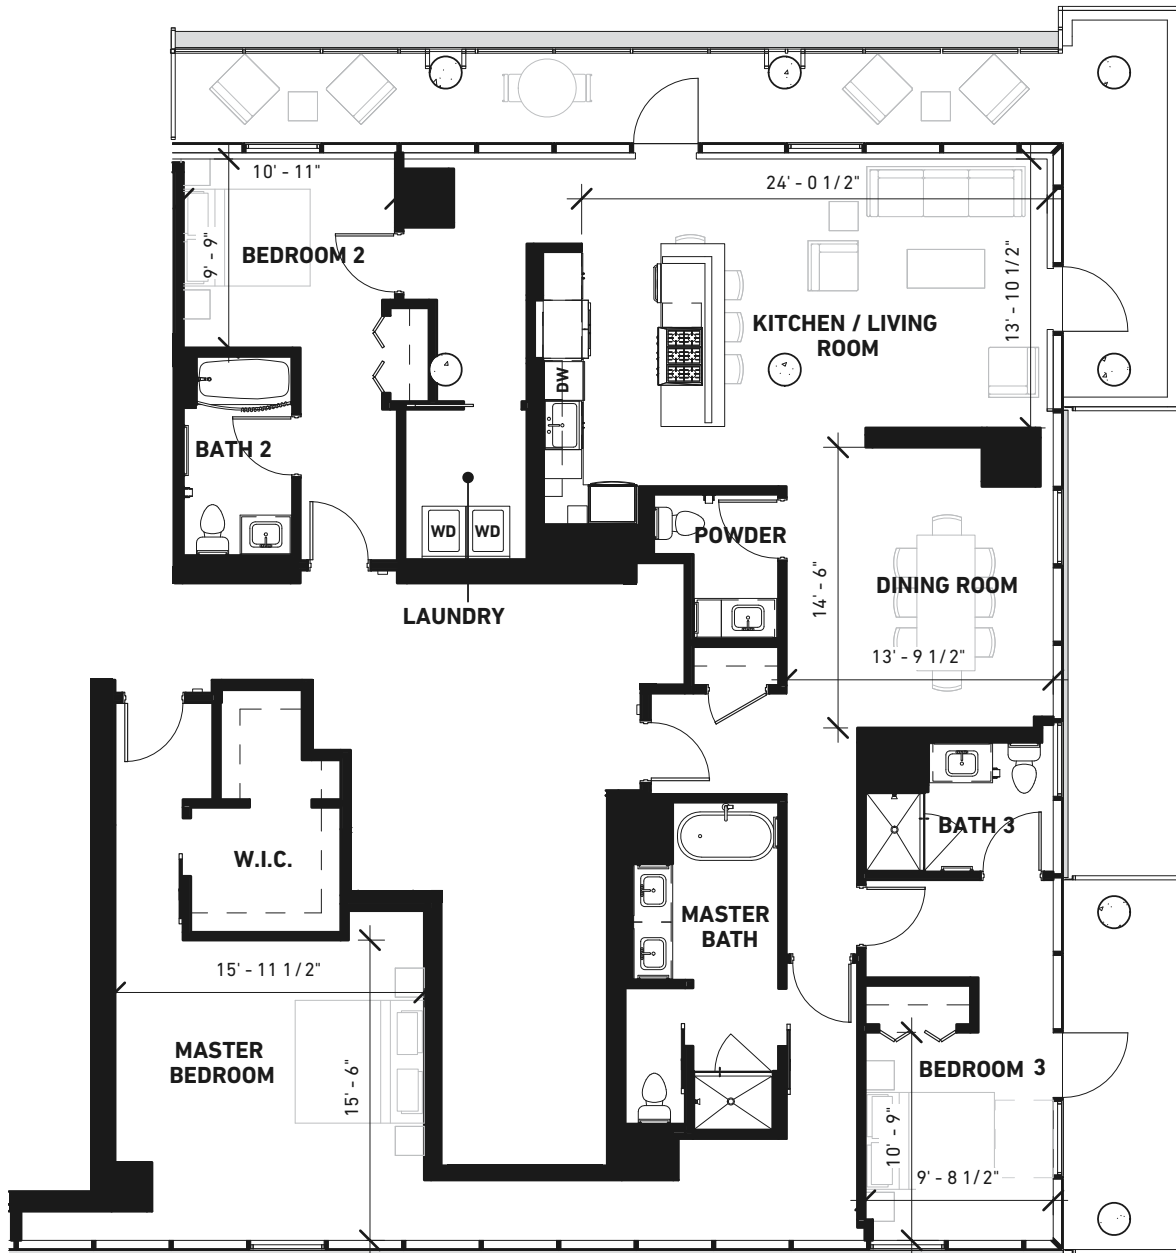 10' - 11"
24' - 0 1/2"
9' - 9"
BEDROOM 2
13' - 10 1/2"
KITCHEN / LIVING
ROOM
DW
BATH 2
WD
WD
POWDER
LAUNDRY
14' - 6"
DINING ROOM
13' - 9 1/2"
BATH 3
W.I.C.
MASTER
BATH
15' - 11 1/2"
MASTER
BEDROOM
15' - 6"
BEDROOM 3
10' - 9"
9' - 8 1/2"